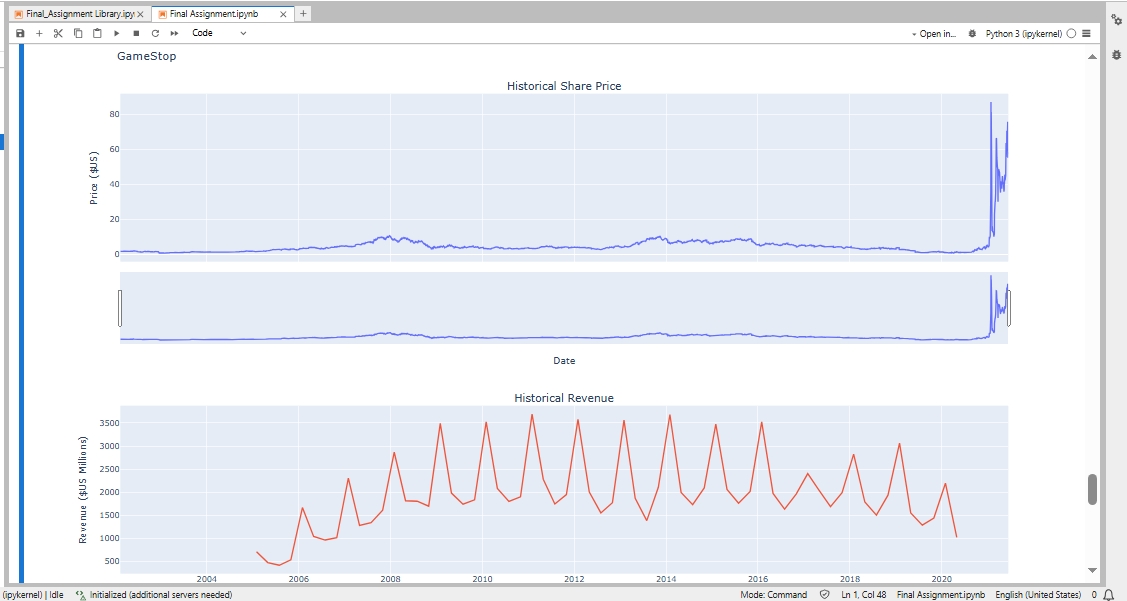 Final_Assignment Library.ipy
Final Assignment.ipynb
Code
Open in...
Python 3 (ipykernel)
GameStop
Historical Share Price
80
60
40
20
0
Price ($US)
Date
Historical Revenue
3500
3000
2500
2000
1500
1000
500
Revenue ($US Millions)
2004 2006 2008 2010 2012 2014 2016 2018 2020
(ipykernel) | Idle Initialized (additional servers needed) Mode: Command Ln 1, Col 48 Final Assignment.ipynb English (United States) 0